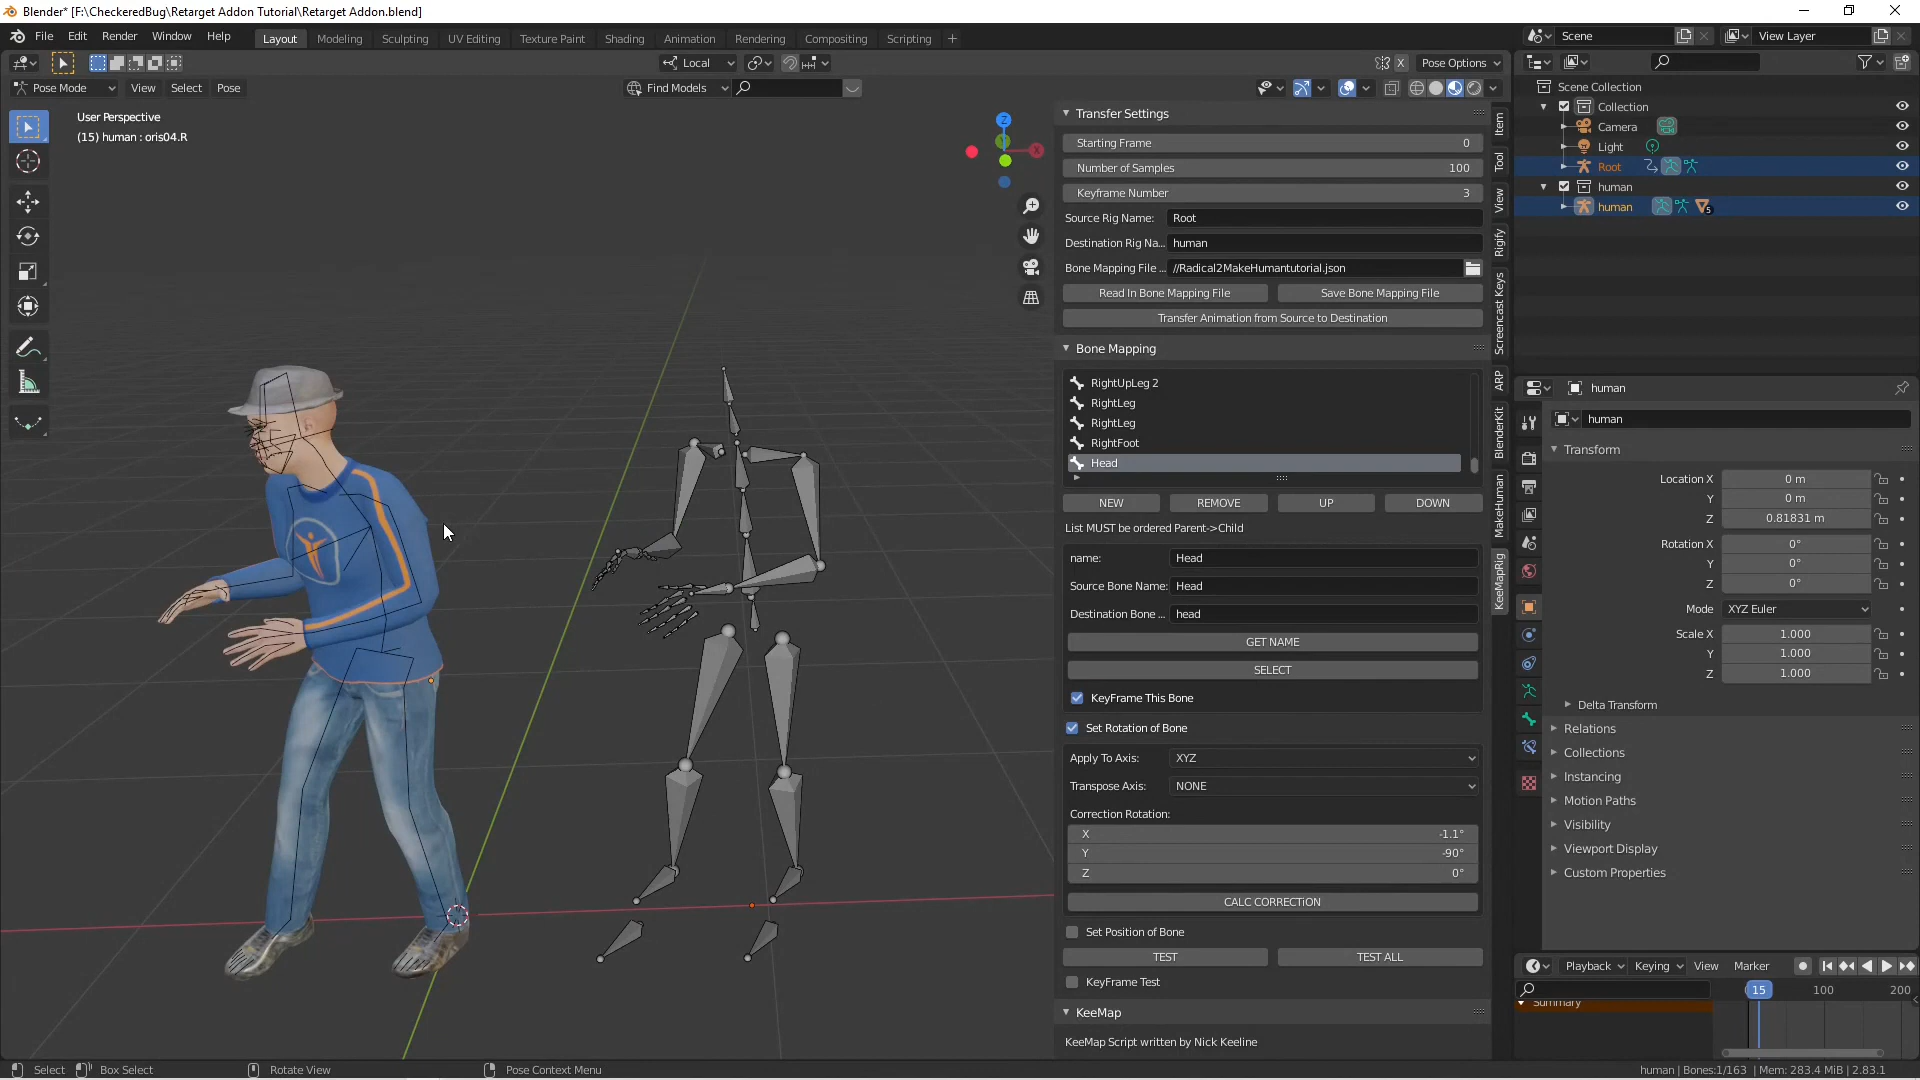 Blender* [F:\CheckeredBug\Retarget Addon Tutorial\Retarget Addon.blend]
File Edit Render Window Help Layout Modeling Sculpting UV Editing Texture Paint Shading Animation Rendering Compositing Scripting + Scene View Layer
Local X Pose Options
Pose Mode View Select Pose Find Models
User Perspective
(15) human : oris04.R
Z
Transfer Settings
Starting Frame 0
Number of Samples 100
Keyframe Number 3
Source Rig Name: Root
Destination Rig Na... human
Bone Mapping File ... //Radical2MakeHumantutorial.json
Read In Bone Mapping File Save Bone Mapping File
Transfer Animation from Source to Destination
Bone Mapping
RightUpLeg 2
RightLeg
RightLeg
RightFoot
Head
NEW REMOVE UP DOWN
List MUST be ordered Parent->Child
name: Head
Source Bone Name: Head
Destination Bone ... head
GET NAME
SELECT
KeyFrame This Bone
Set Rotation of Bone
Apply To Axis: XYZ
Transpose Axis: NONE
Correction Rotation:
X -1.1°
Y -90°
Z 0°
CALC CORRECTION
Set Position of Bone
TEST TEST ALL
KeyFrame Test
KeeMap
KeeMap Script written by Nick Keeline
Item
Tool
View
Rigify
Screencast Keys
ARP
BlenderKit
MakeHuman
KeeMapRig
Scene Collection
Collection
Camera
Light
Root
human
human 5
human
human
Transform
Location X 0 m
Y 0 m
Z 0.81831 m
Rotation X 0°
Y 0°
Z 0°
Mode XYZ Euler
Scale X 1.000
Y 1.000
Z 1.000
Delta Transform
Relations
Collections
Instancing
Motion Paths
Visibility
Viewport Display
Custom Properties
Playback Keying View Marker
15 100 200
Summary
Select Box Select Rotate View Pose Context Menu human | Bones:1/163 | Mem: 283.4 MiB | 2.83.1